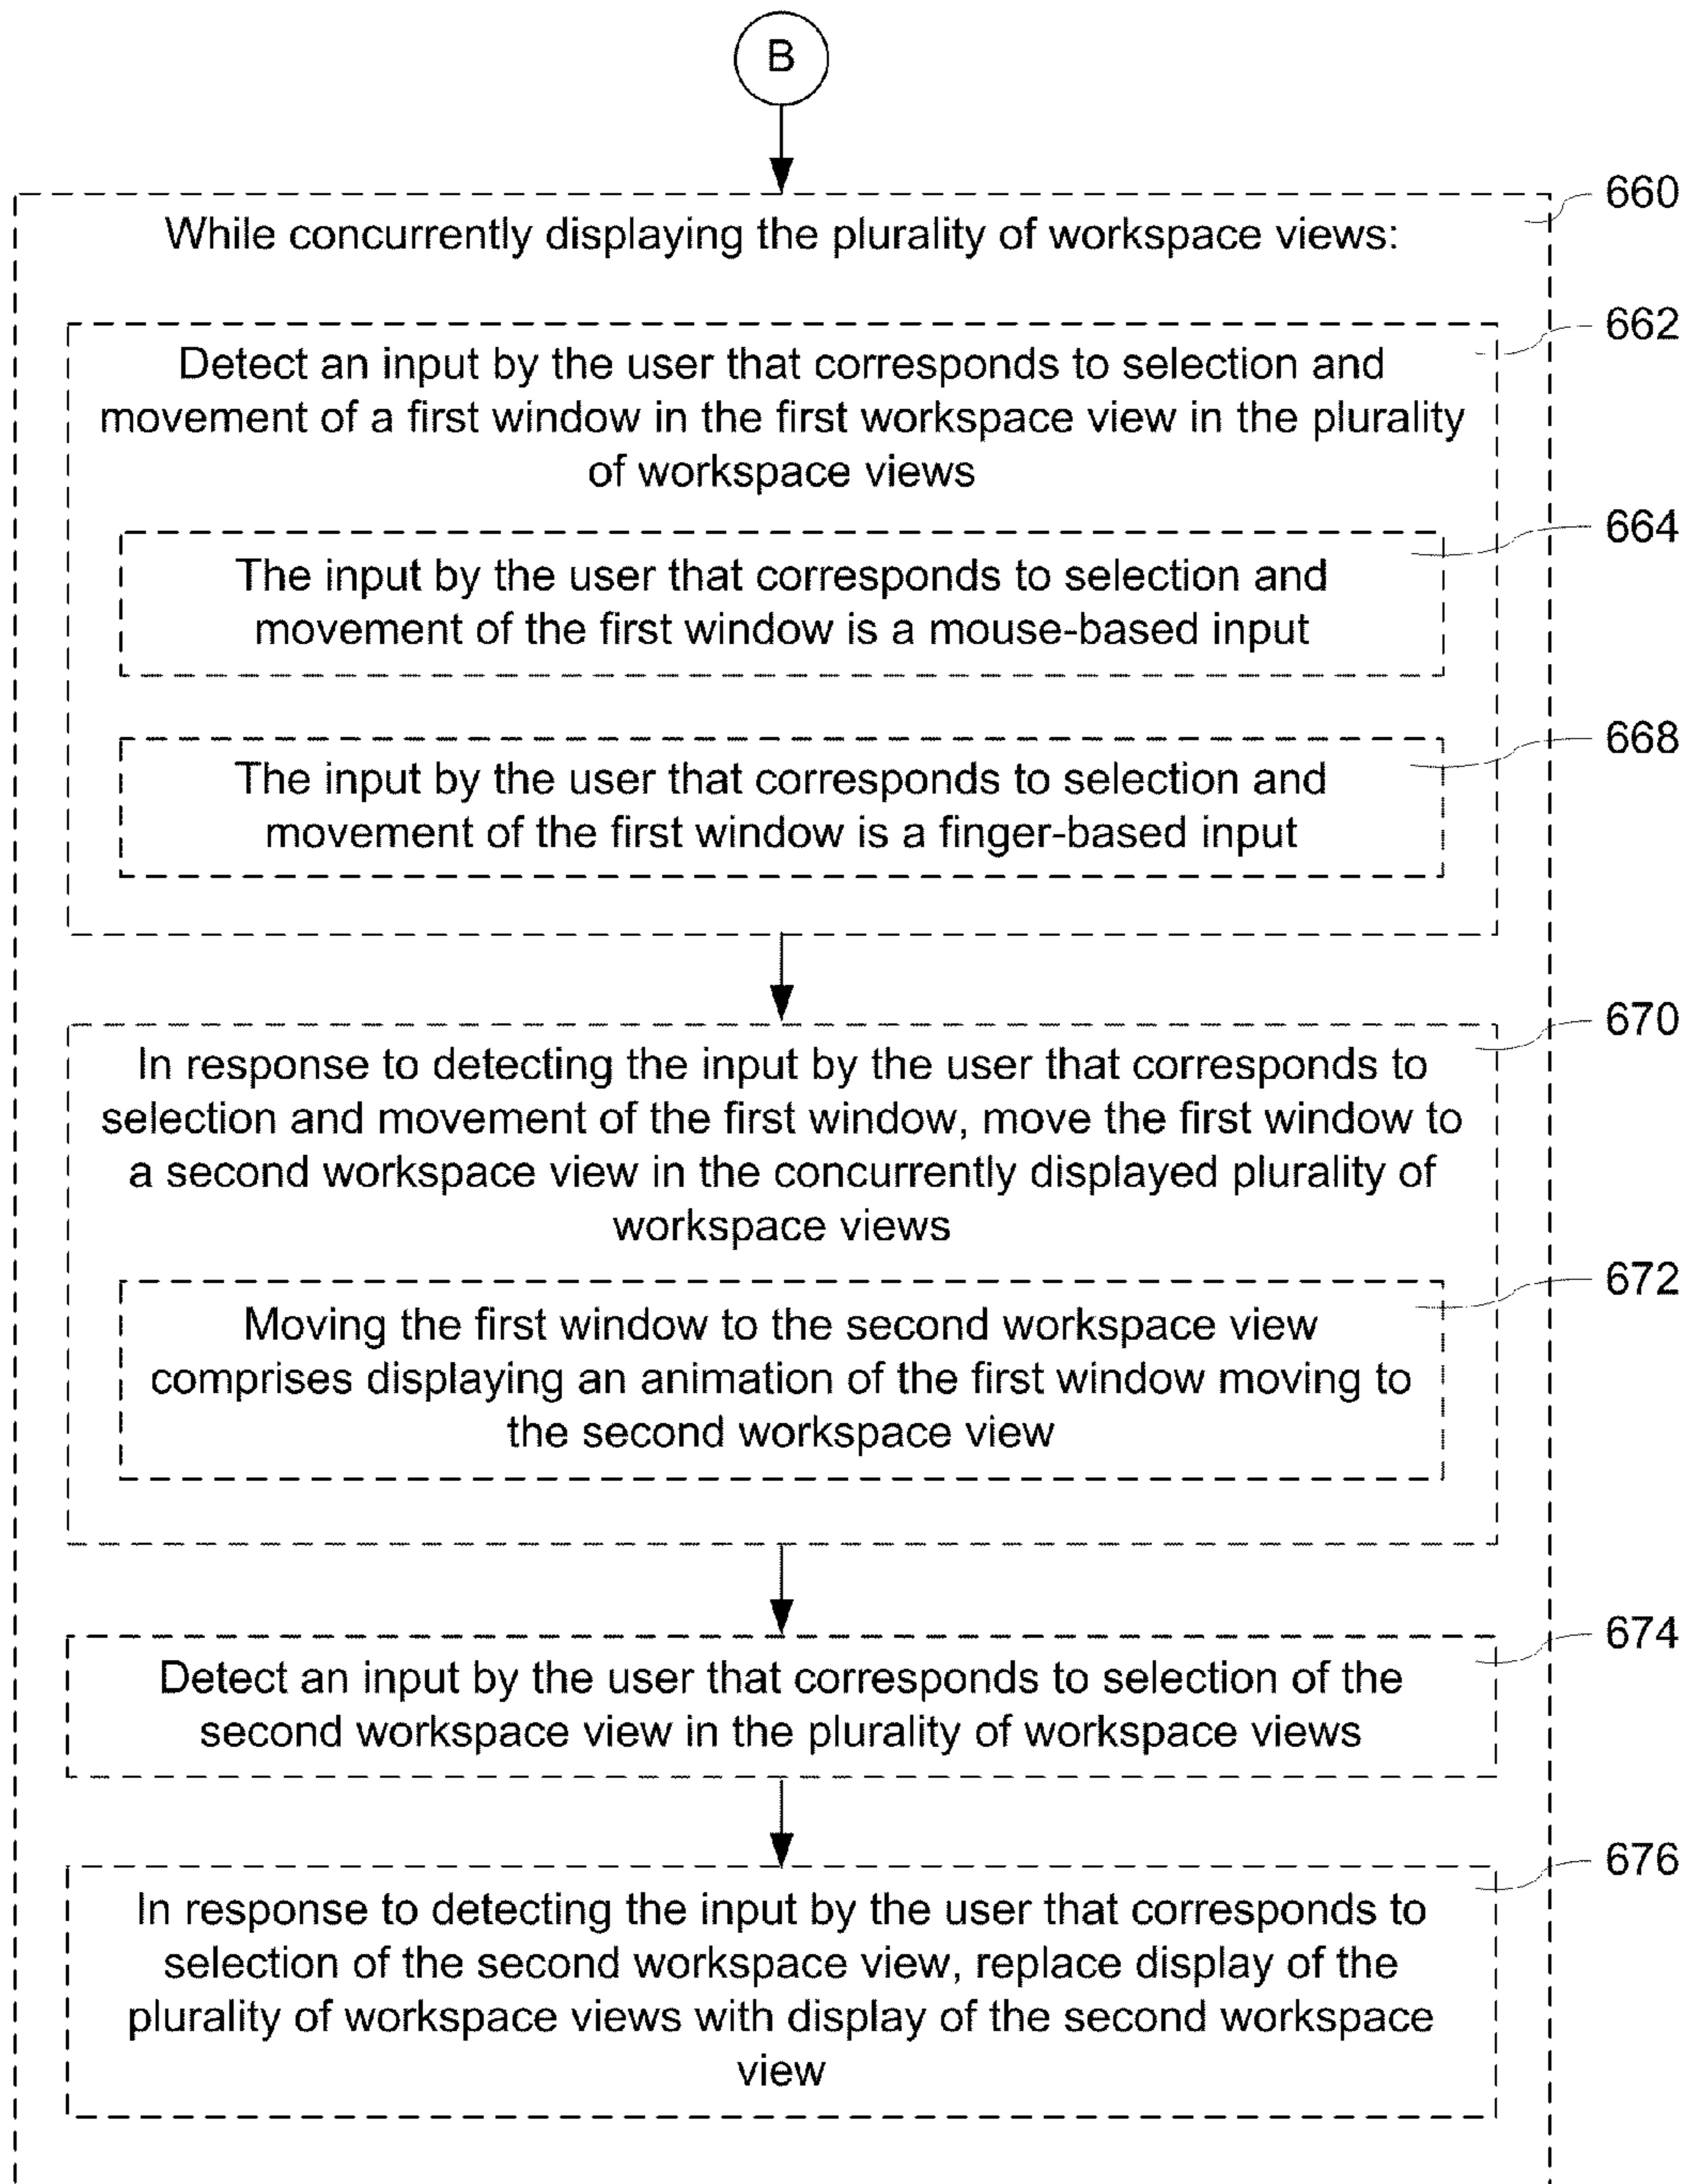 B
660
While concurrently displaying the plurality of workspace views:
662
Detect an input by the user that corresponds to selection and
movement of a first window in the first workspace view in the plurality
of workspace views
664
The input by the user that corresponds to selection and
movement of the first window is a mouse-based input
668
The input by the user that corresponds to selection and
movement of the first window is a finger-based input
670
In response to detecting the input by the user that corresponds to
selection and movement of the first window, move the first window to
a second workspace view in the concurrently displayed plurality of
workspace views
672
Moving the first window to the second workspace view
comprises displaying an animation of the first window moving to
the second workspace view
674
Detect an input by the user that corresponds to selection of the
second workspace view in the plurality of workspace views
676
In response to detecting the input by the user that corresponds to
selection of the second workspace view, replace display of the
plurality of workspace views with display of the second workspace
view